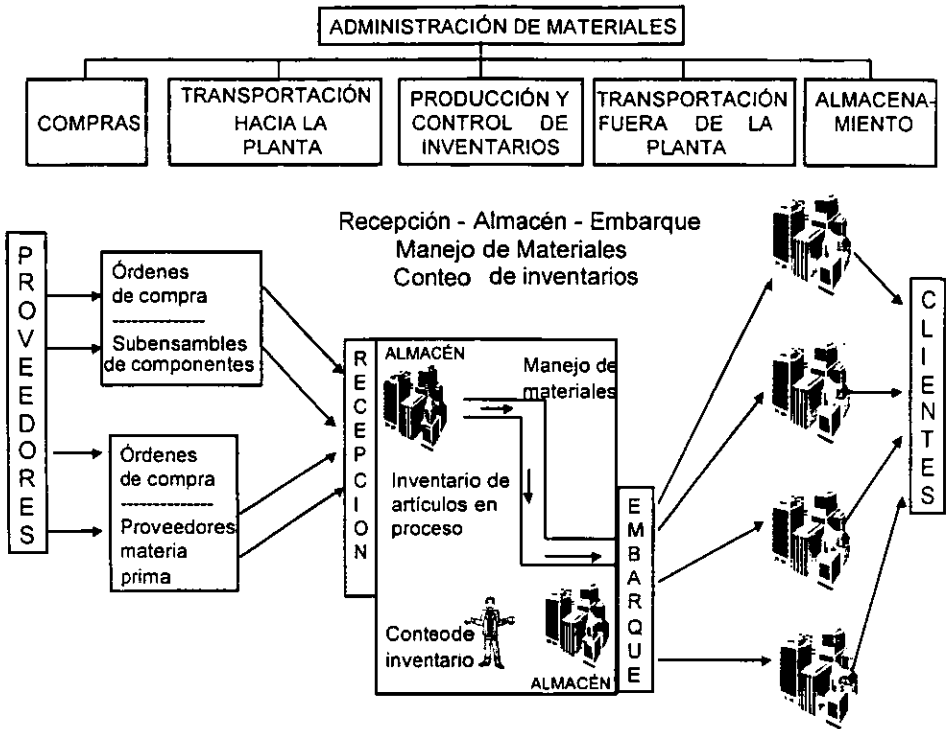 ADMINISTRACIÓN DE MATERIALES
COMPRAS
TRANSPORTACIÓN
HACIA LA
PLANTA
PRODUCCIÓN Y
CONTROL DE
INVENTARIOS
TRANSPORTACIÓN
FUERA DE LA
PLANTA
ALMACENA-
MIENTO
Recepción - Almacén - Embarque
Manejo de Materiales
Conteo de inventarios
PROVEEDORES
Órdenes
de compra
Subensambles
de componentes
Órdenes
de compra
Proveedores
materia
prima
RECEPCION
ALMACÉN
Manejo de
materiales
Inventario de
artículos en
proceso
Conteode
inventario
ALMACÉN
EMBARQUE
CLIENTES